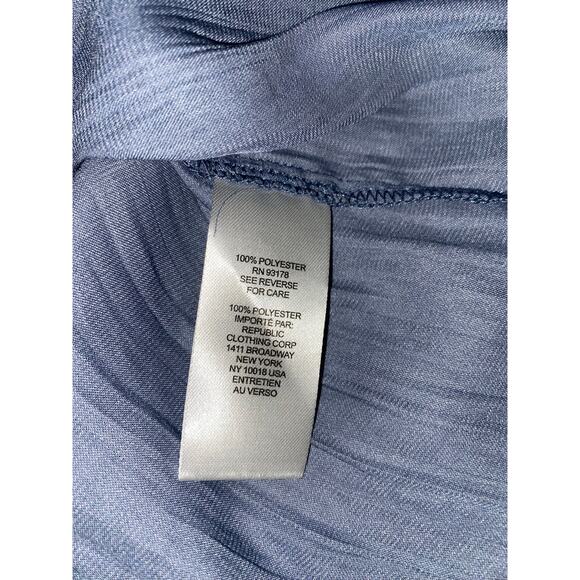 100% POLYESTER
RN 93178
SEE REVERSE
FOR CARE
100% POLYESTER
IMPORTÉ PAR:
REPUBLIC
CLOTHING CORP
1411 BROADWAY
NEW YORK
NY 10018 USA
ENTRETIEN
AU VERSO